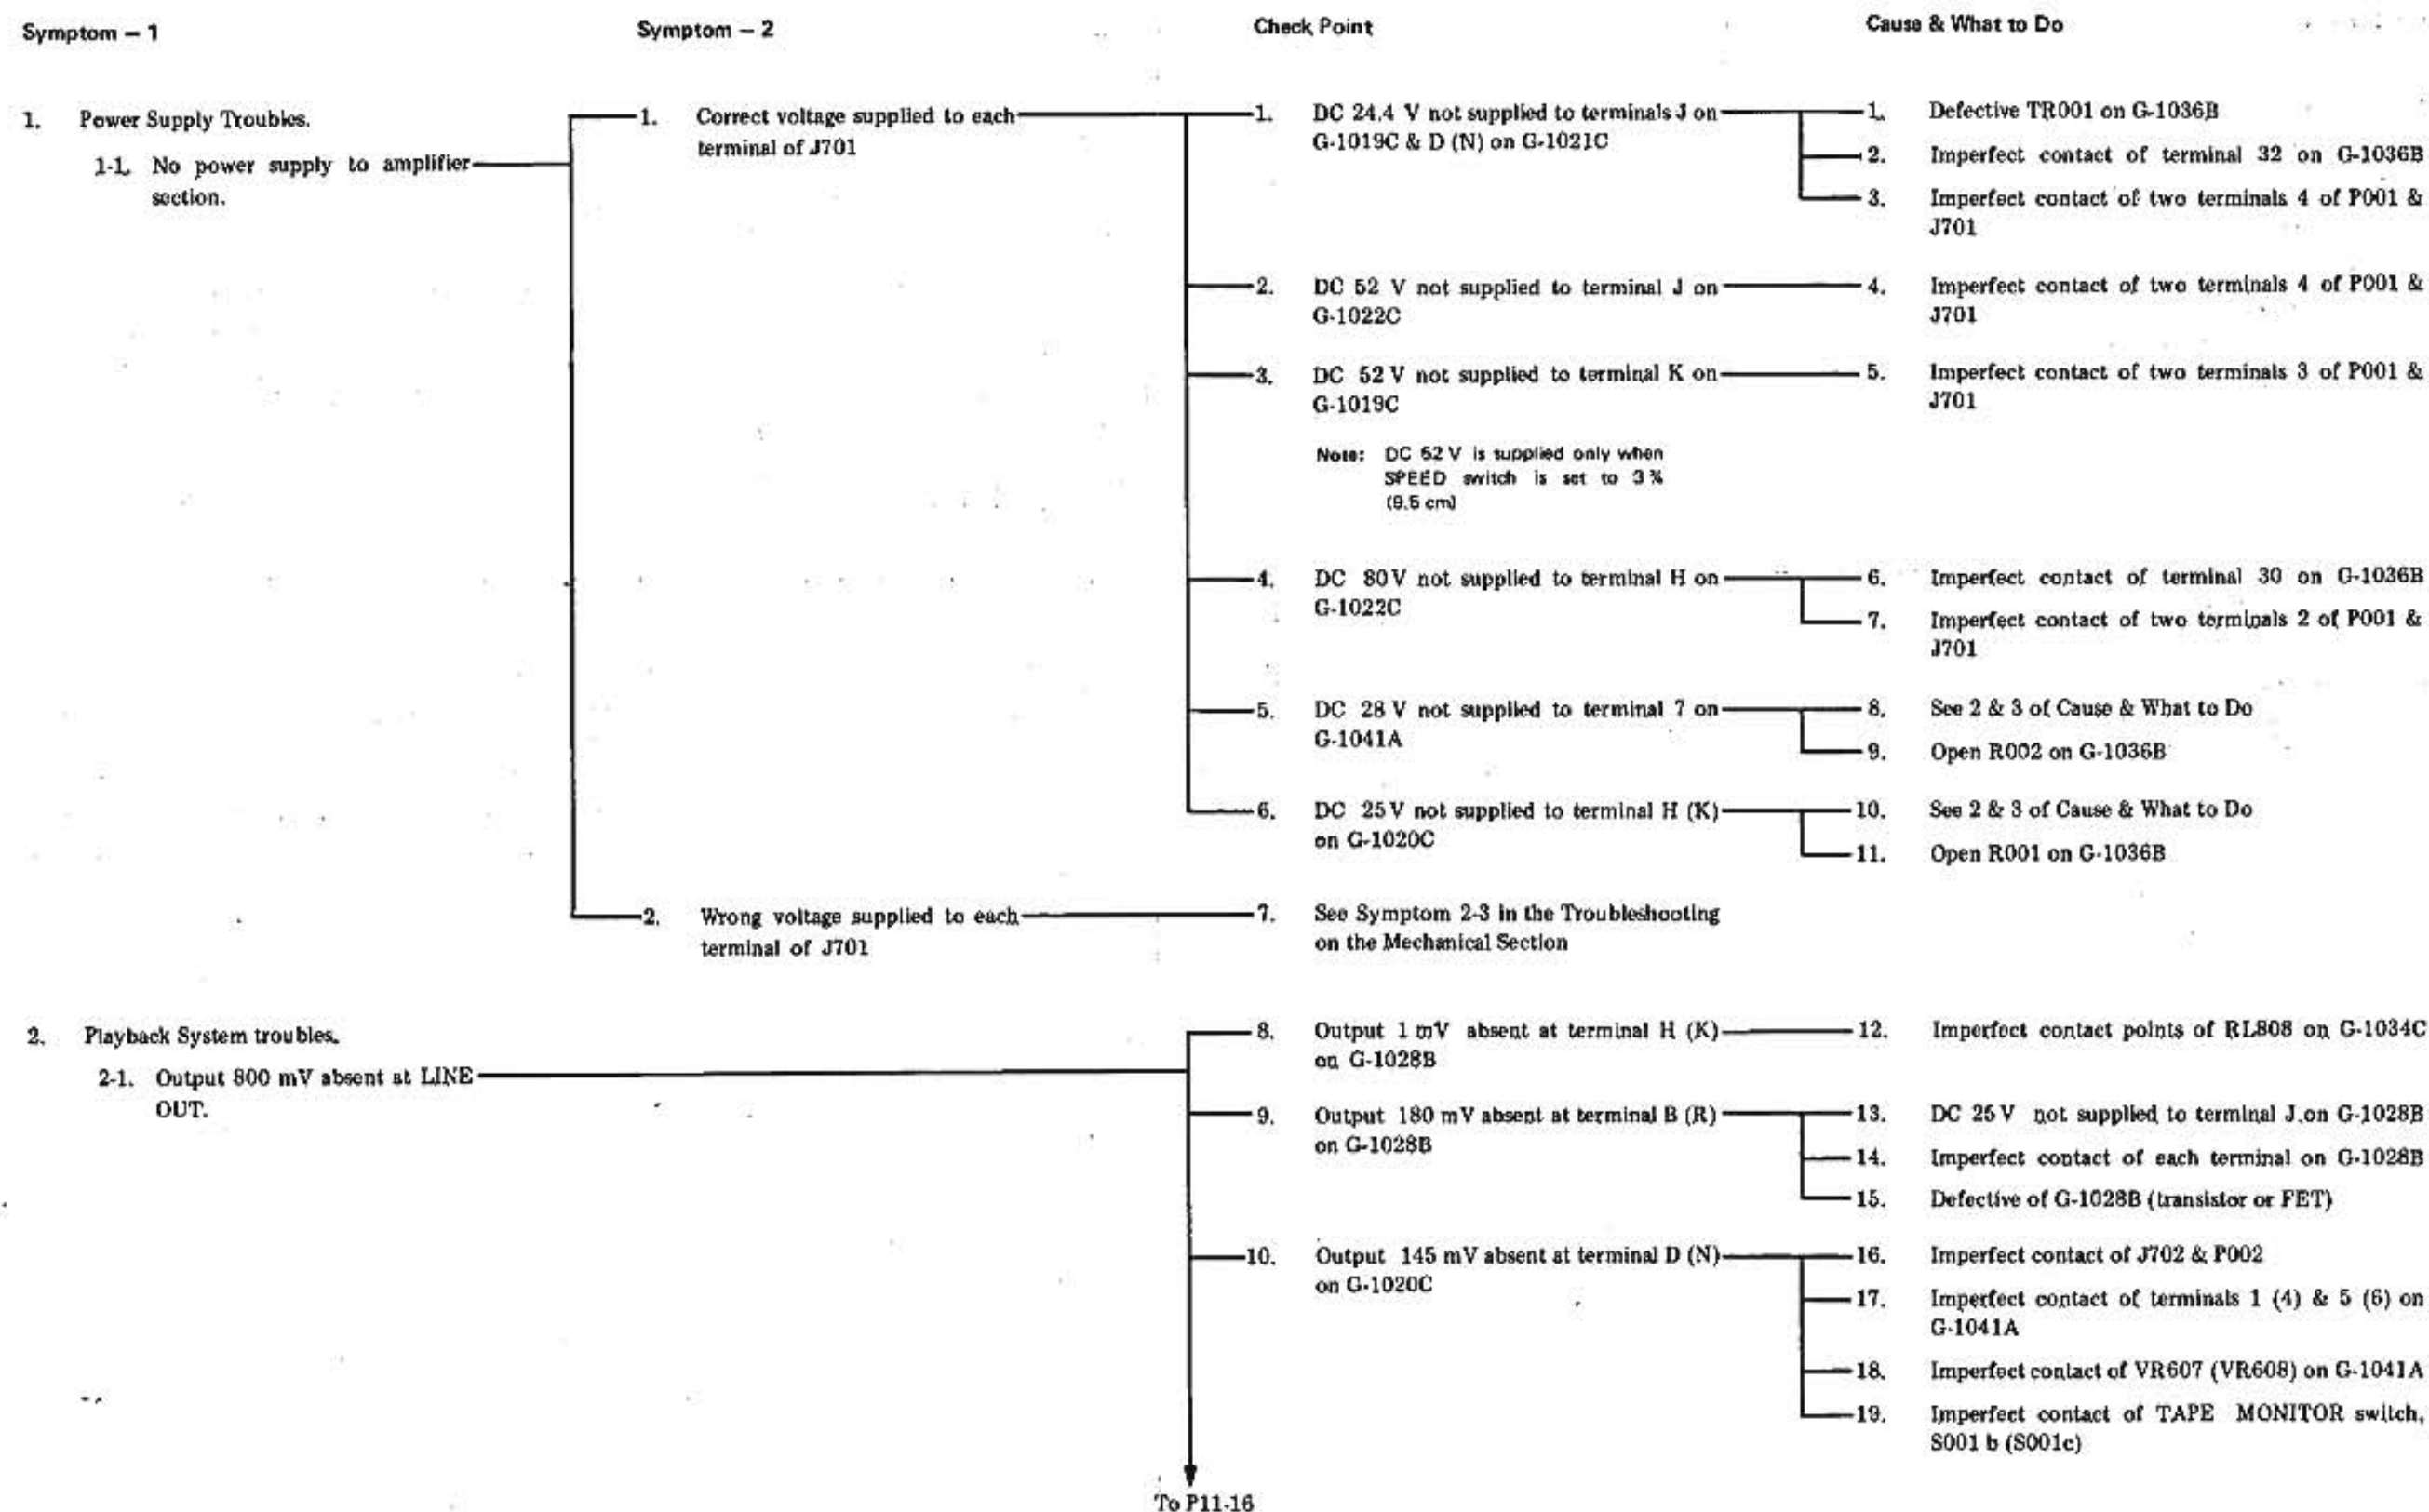 Symptom – 1
Symptom – 2
Check Point
Cause & What to Do
1. Power Supply Troubles.
1-1. No power supply to amplifier
section.
1. Correct voltage supplied to each
terminal of J701
1. DC 24.4 V not supplied to terminals J on
G-1019C & D (N) on G-1021C
1. Defective TR001 on G-1036B
2. Imperfect contact of terminal 32 on G-1036B
3. Imperfect contact of two terminals 4 of P001 &
J701
2. DC 52 V not supplied to terminal J on
G-1022C
4. Imperfect contact of two terminals 4 of P001 &
J701
3. DC 52 V not supplied to terminal K on
G-1019C
5. Imperfect contact of two terminals 3 of P001 &
J701
Note: DC 52 V is supplied only when
SPEED switch is set to 3¾
(9.5 cm)
4. DC 80 V not supplied to terminal H on
G-1022C
6. Imperfect contact of terminal 30 on G-1036B
7. Imperfect contact of two terminals 2 of P001 &
J701
5. DC 28 V not supplied to terminal 7 on
G-1041A
8. See 2 & 3 of Cause & What to Do
9. Open R002 on G-1036B
6. DC 25 V not supplied to terminal H (K)
on G-1020C
10. See 2 & 3 of Cause & What to Do
11. Open R001 on G-1036B
2. Wrong voltage supplied to each
terminal of J701
7. See Symptom 2-3 in the Troubleshooting
on the Mechanical Section
2. Playback System troubles.
2-1. Output 800 mV absent at LINE
OUT.
8. Output 1 mV absent at terminal H (K)
on G-1028B
12. Imperfect contact points of RL808 on G-1034C
9. Output 180 mV absent at terminal B (R)
on G-1028B
13. DC 25 V not supplied to terminal J on G-1028B
14. Imperfect contact of each terminal on G-1028B
15. Defective of G-1028B (transistor or FET)
10. Output 145 mV absent at terminal D (N)
on G-1020C
16. Imperfect contact of J702 & P002
17. Imperfect contact of terminals 1 (4) & 5 (6) on
G-1041A
18. Imperfect contact of VR607 (VR608) on G-1041A
19. Imperfect contact of TAPE MONITOR switch,
S001 b (S001c)
To P11-16